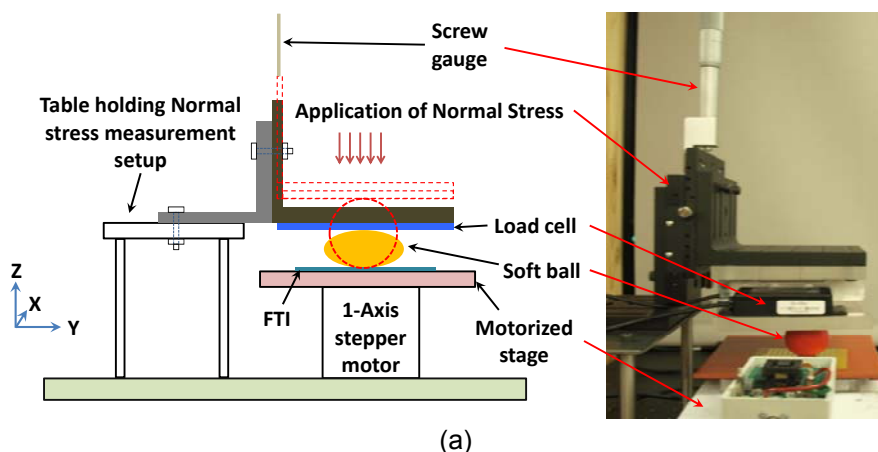 Screw
gauge
Table holding Normal
stress measurement
setup
Application of Normal Stress
Load cell
Soft ball
Z
X
Y
FTI
1-Axis
stepper
motor
Motorized
stage
(a)